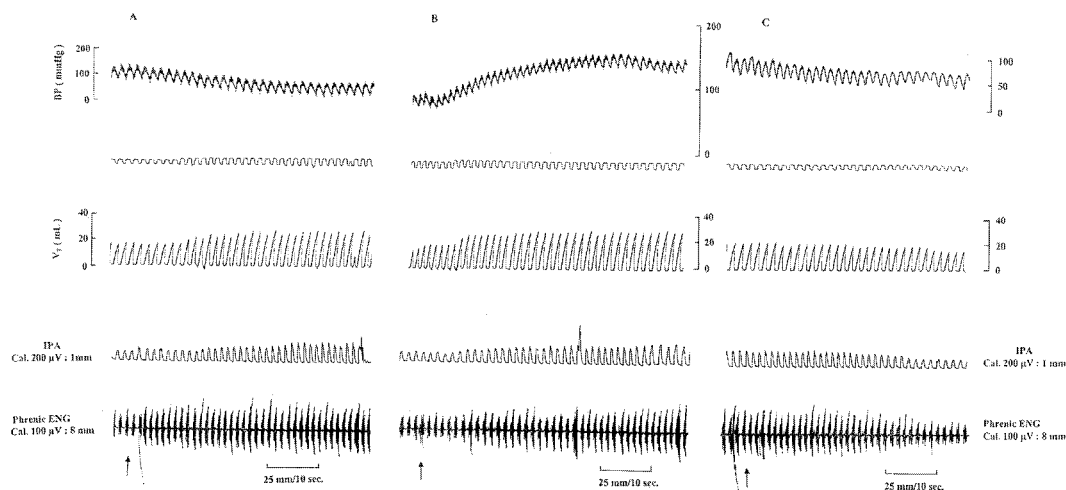 A
B
C
200
100
0
BP ( mmHg )
200
100
0
100
50
0
40
20
0
V_T ( mL )
40
20
0
40
20
0
IPA
Cal. 200 µV : 1mm
IPA
Cal. 200 µV : 1 mm
Phrenic ENG
Cal. 100 µV : 8 mm
Phrenic ENG
Cal. 100 µV : 8 mm
25 mm/10 sec.
25 mm/10 sec.
25 mm/10 sec.